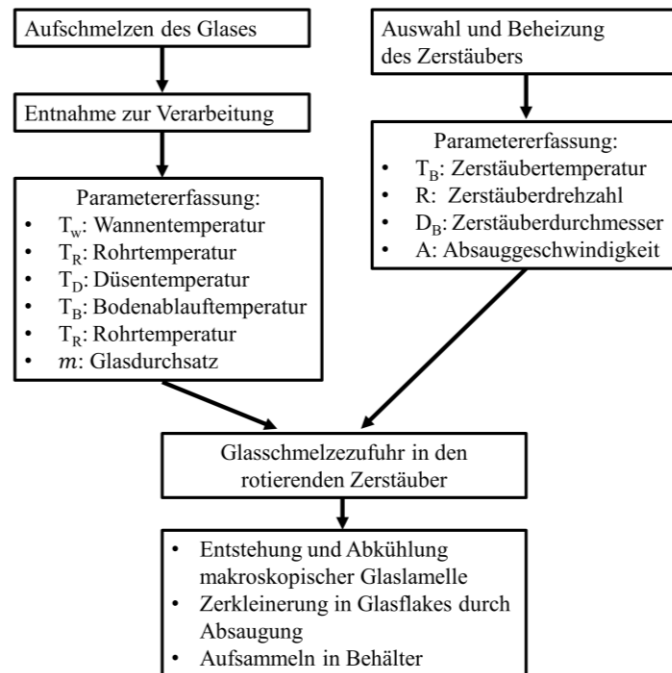 Aufschmelzen des Glases
Entnahme zur Verarbeitung
Parametererfassung:
• T_w: Wannentemperatur
• T_R: Rohrtemperatur
• T_D: Düsentemperatur
• T_B: Bodenablauftemperatur
• T_R: Rohrtemperatur
• m: Glasdurchsatz
Auswahl und Beheizung
des Zerstäubers
Parametererfassung:
• T_B: Zerstäubertemperatur
• R: Zerstäuberdrehzahl
• D_B: Zerstäuberdurchmesser
• A: Absauggeschwindigkeit
Glasschmelzezufuhr in den
rotierenden Zerstäuber
• Entstehung und Abkühlung
makroskopischer Glaslamelle
• Zerkleinerung in Glasflakes durch
Absaugung
• Aufsammeln in Behälter